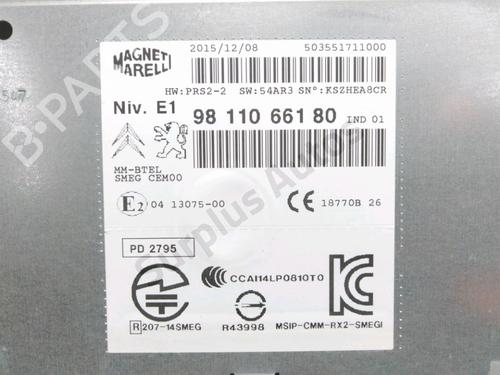 MAGNETI MARELLI
2015/12/08 503551711000
HW:PRS2-2 SW:54AR3 SN°:KSZHEA8CR
Niv. E1
98 110 661 80 IND 01
MM-BTEL
SMEG CEM00
E2 04 13075-00
CE 18770B 26
PD 2795
CCAI14LP0810T0
R 207-14SMEG
R43998
MSIP-CMM-RX2-SMEGI
B-PARTS
Surplus Autos